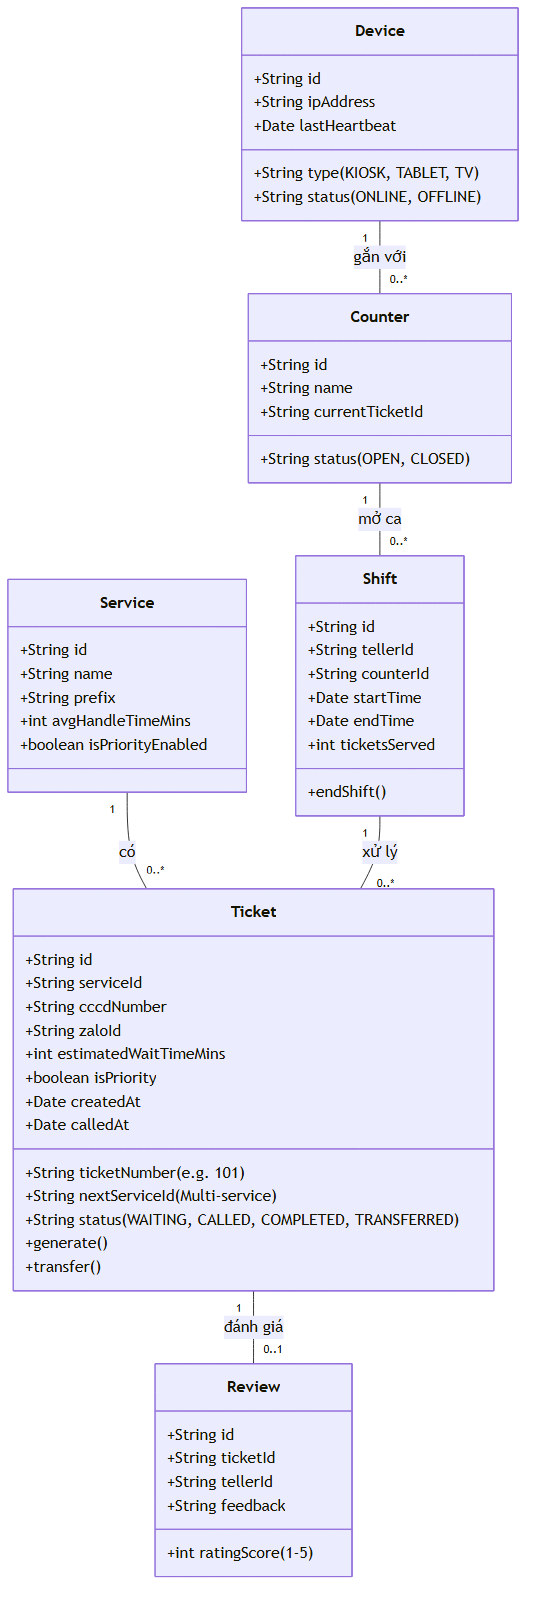 Device
+String id
+String ipAddress
+Date lastHeartbeat
+String type(KIOSK, TABLET, TV)
+String status(ONLINE, OFFLINE)
1
gắn với
0..*
Counter
+String id
+String name
+String currentTicketId
+String status(OPEN, CLOSED)
1
mở ca
0..*
Shift
+String id
+String tellerId
+String counterId
+Date startTime
+Date endTime
+int ticketsServed
+endShift()
Service
+String id
+String name
+String prefix
+int avgHandleTimeMins
+boolean isPriorityEnabled
1
có
0..*
1
xử lý
0..*
Ticket
+String id
+String serviceId
+String cccdNumber
+String zaloId
+int estimatedWaitTimeMins
+boolean isPriority
+Date createdAt
+Date calledAt
+String ticketNumber(e.g. 101)
+String nextServiceId(Multi-service)
+String status(WAITING, CALLED, COMPLETED, TRANSFERRED)
+generate()
+transfer()
1
đánh giá
0..1
Review
+String id
+String ticketId
+String tellerId
+String feedback
+int ratingScore(1-5)